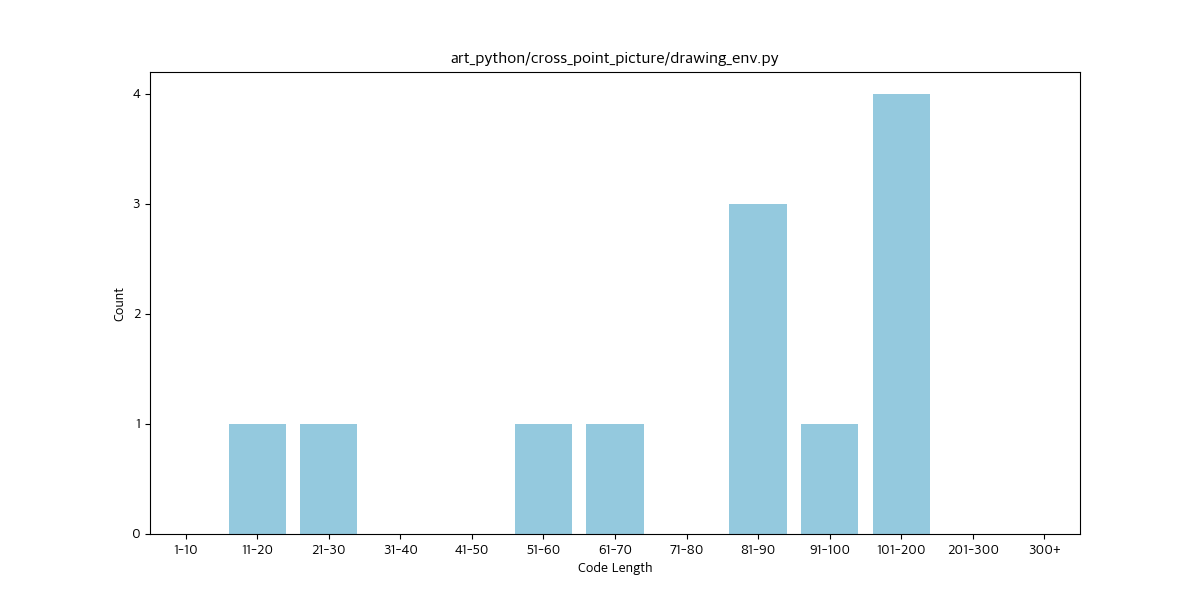 art_python/cross_point_picture/drawing_env.py
4
3
2
1
0
Count
1-10 11-20 21-30 31-40 41-50 51-60 61-70 71-80 81-90 91-100 101-200 201-300 300+
Code Length